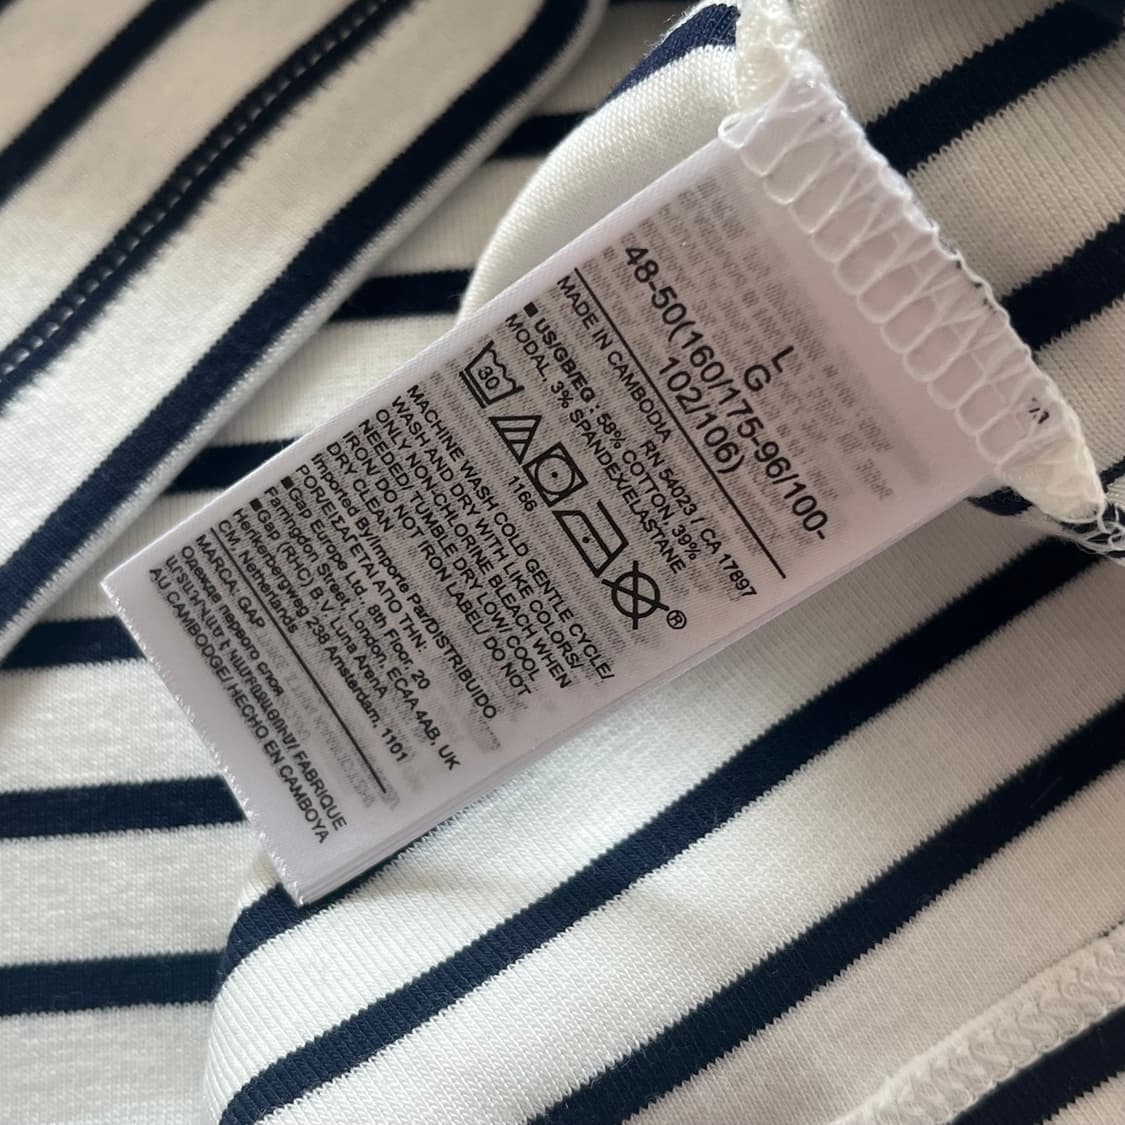 L
G
48-50(160/175-96/100-
102/106)
MADE IN CAMBODIA RN 54023 / CA 17897
■ US/GB/EG : 58% COTTON, 39%
MODAL, 3% SPANDEX/ELASTANE
30
®
1166
MACHINE WASH COLD GENTLE CYCLE/
WASH AND DRY WITH LIKE COLORS/
ONLY NON-CHLORINE BLEACH WHEN
NEEDED/ TUMBLE DRY LOW/ COOL
IRON/ DO NOT IRON LABEL/ DO NOT
DRY CLEAN
Imported By/Importé Par/DISTRIBUIDO
POR/ΕΙΣΑΓΕΤΑΙ ΑΠΟ ΤΗΝ:
■Gap Europe Ltd, 8th Floor, 20
Farringdon Street, London, EC4A 4AB, UK
■Gap (RHC) B.V. Luna ArenA
Herikerbergweg 238 Amsterdam, 1101
CM, Netherlands
MARCA: GAP
одежде первого слоя
FABRIQUE
AU CAMBODGE/ HECHO EN CAMBOYA